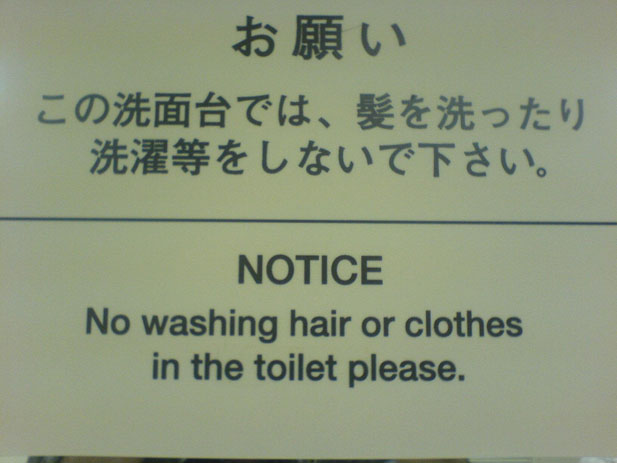 お願い
この洗面台では、髪を洗ったり
洗濯等をしないで下さい。
NOTICE
No washing hair or clothes
in the toilet please.